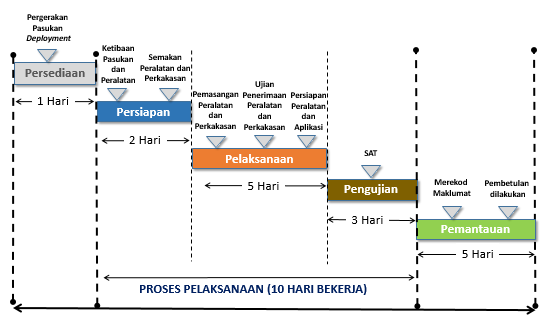 Pergerakan
Pasukan
Deployment
Persediaan
1 Hari
Ketibaan
Pasukan
dan
Peralatan
Semakan
Peralatan dan
Perkakasan
Persiapan
2 Hari
Pemasangan
Peralatan
dan
Perkakasan
Ujian
Penerimaan
Peralatan
dan
Perkakasan
Persiapan
Peralatan
dan
Aplikasi
Pelaksanaan
5 Hari
SAT
Pengujian
3 Hari
Merekod
Maklumat
Pembetulan
dilakukan
Pemantauan
5 Hari
PROSES PELAKSANAAN (10 HARI BEKERJA)